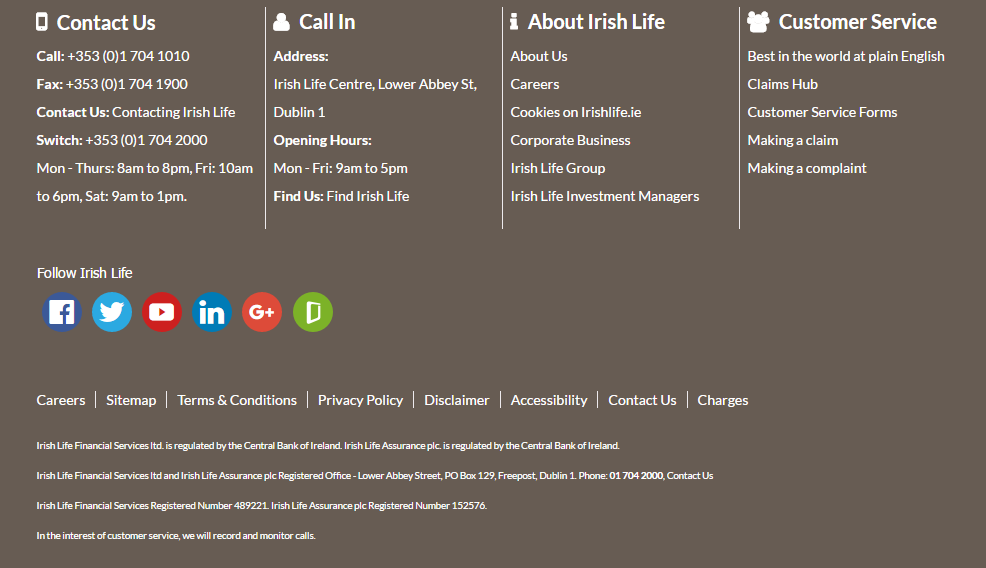 Contact Us
Call: +353 (0)1 704 1010
Fax: +353 (0)1 704 1900
Contact Us: Contacting Irish Life
Switch: +353 (0)1 704 2000
Mon - Thurs: 8am to 8pm, Fri: 10am
to 6pm, Sat: 9am to 1pm.
Call In
Address:
Irish Life Centre, Lower Abbey St,
Dublin 1
Opening Hours:
Mon - Fri: 9am to 5pm
Find Us: Find Irish Life
About Irish Life
About Us
Careers
Cookies on Irishlife.ie
Corporate Business
Irish Life Group
Irish Life Investment Managers
Customer Service
Best in the world at plain English
Claims Hub
Customer Service Forms
Making a claim
Making a complaint
Follow Irish Life
in G+
Careers Sitemap Terms & Conditions Privacy Policy Disclaimer Accessibility Contact Us Charges
Irish Life Financial Services ltd. is regulated by the Central Bank of Ireland. Irish Life Assurance plc. is regulated by the Central Bank of Ireland.
Irish Life Financial Services ltd and Irish Life Assurance plc Registered Office - Lower Abbey Street, PO Box 129, Freepost, Dublin 1. Phone: 01 704 2000, Contact Us
Irish Life Financial Services Registered Number 489221. Irish Life Assurance plc Registered Number 152576.
In the interest of customer service, we will record and monitor calls.